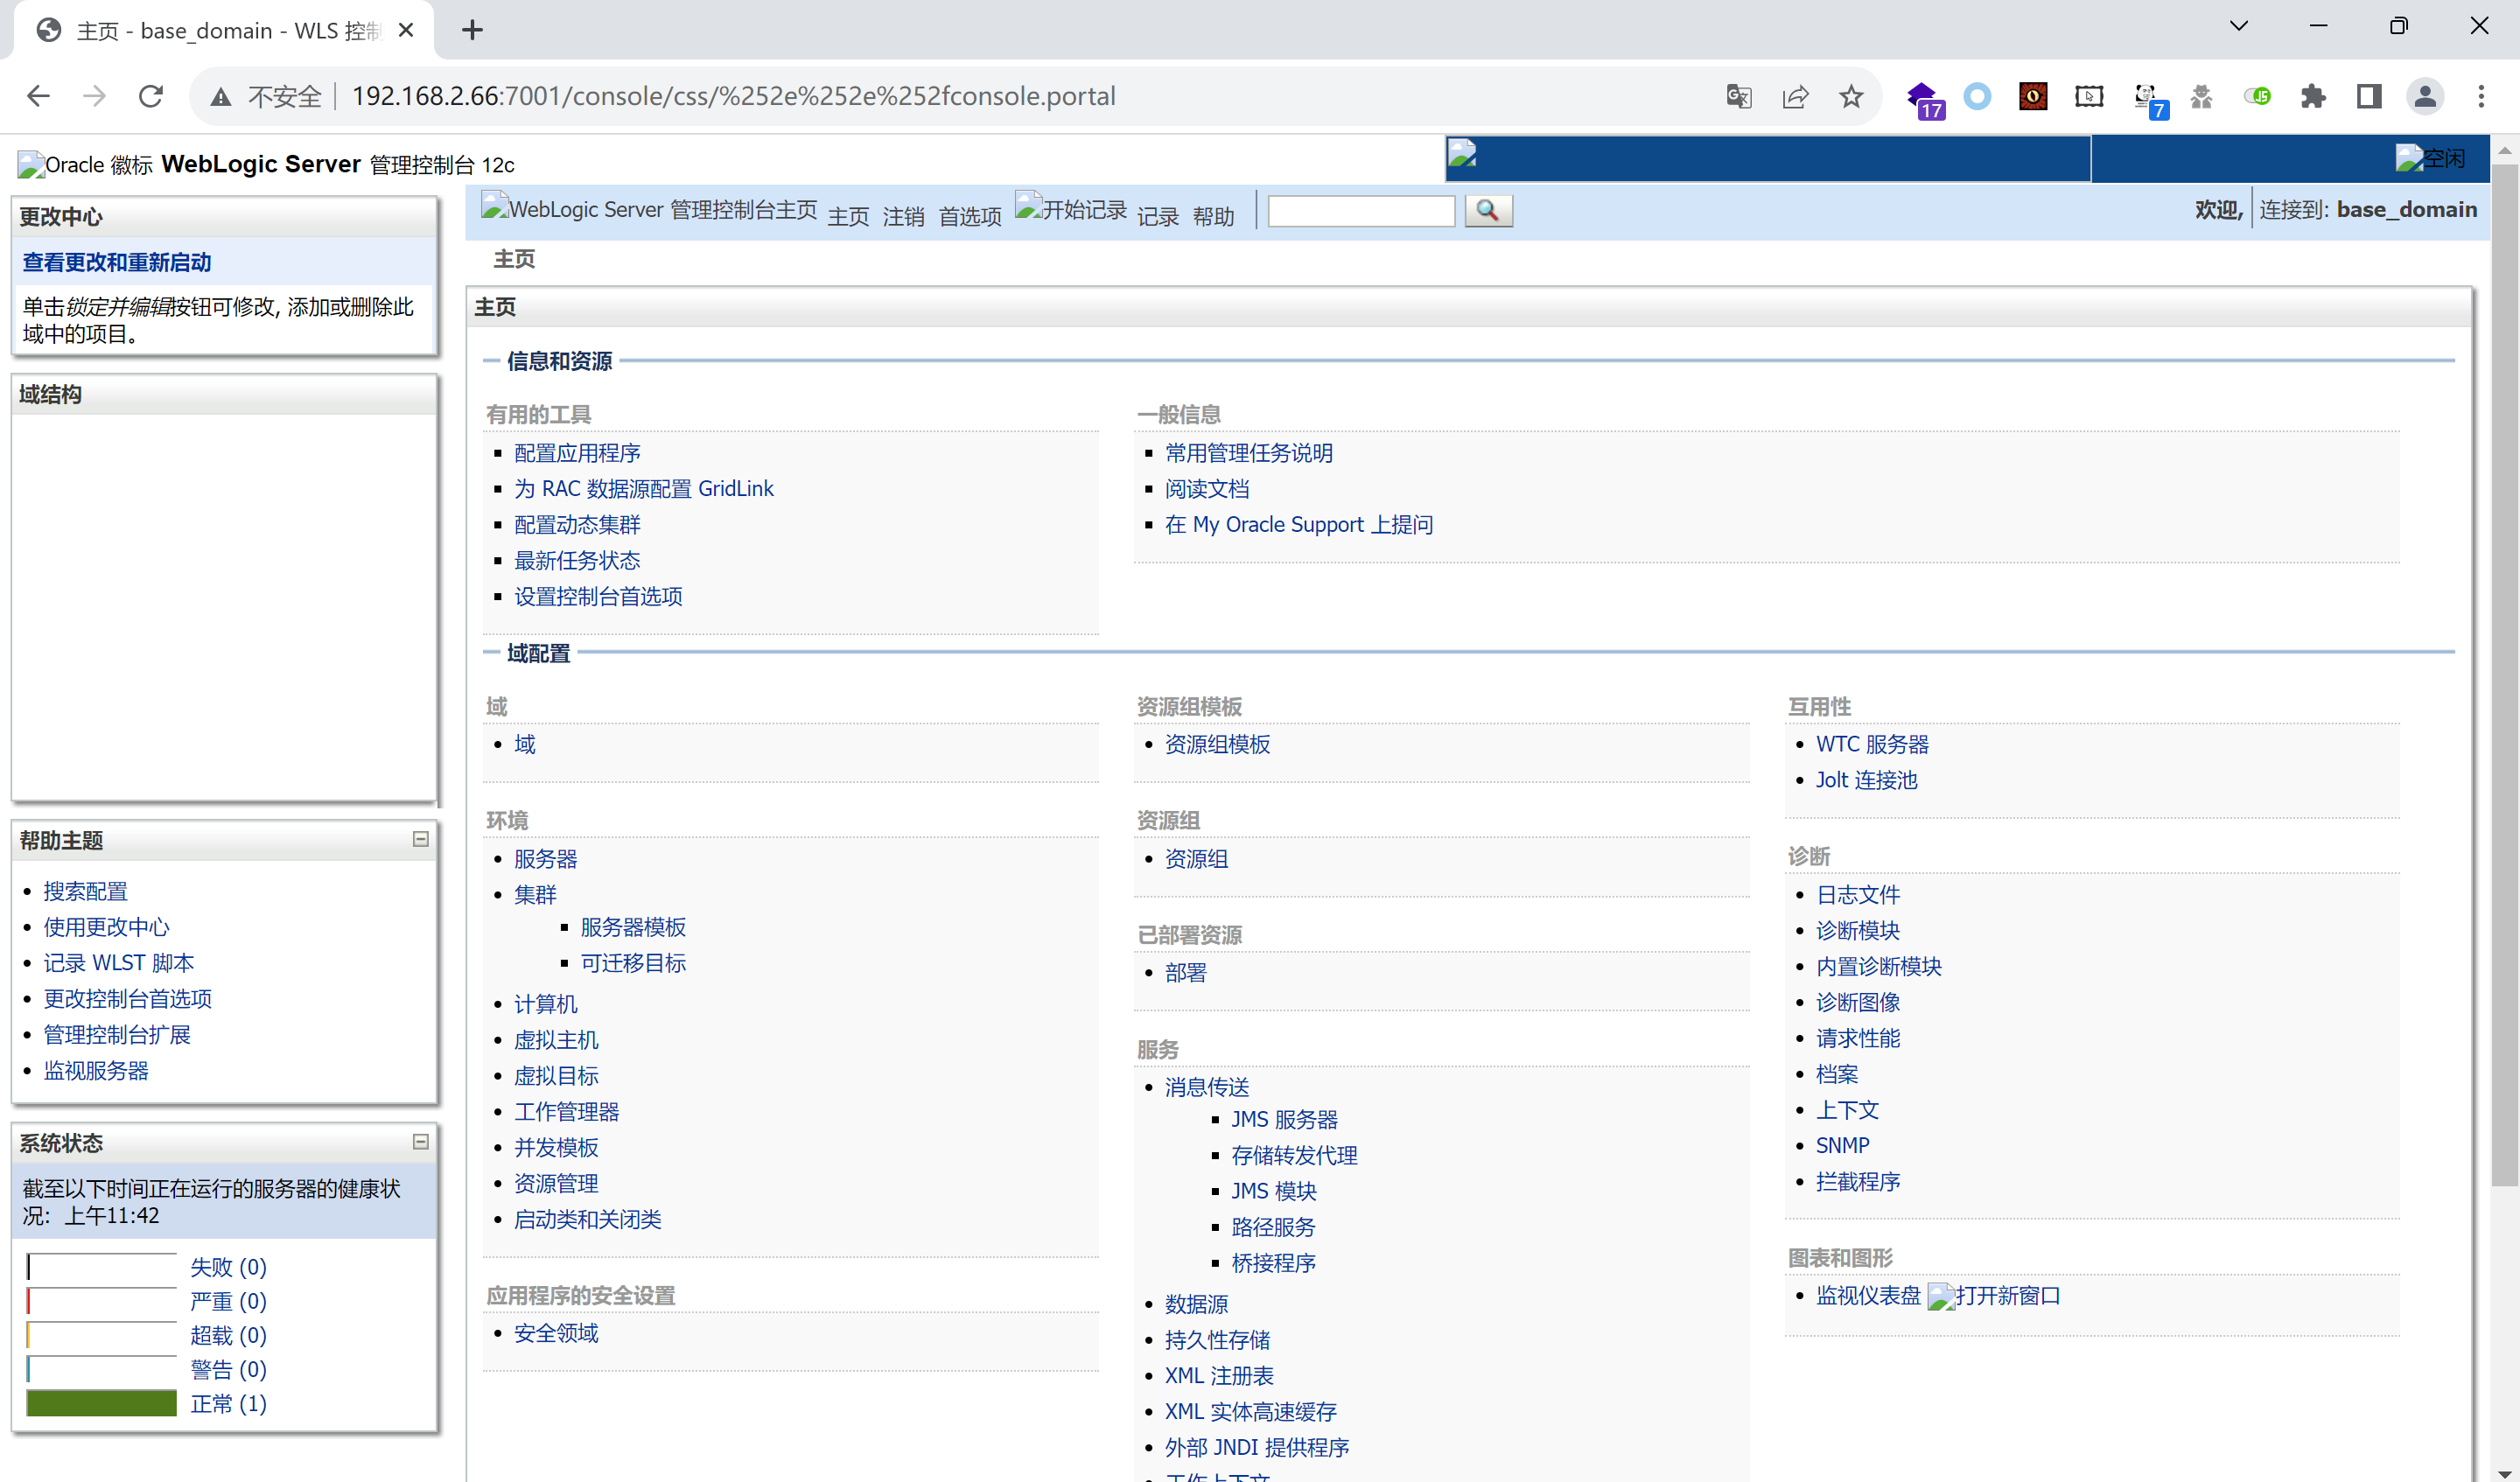 主页 - base_domain - WLS 控制
不安全 192.168.2.66:7001/console/css/%252e%252e%252fconsole.portal
17
7
JS
Oracle 徽标 WebLogic Server 管理控制台 12c
空闲
更改中心
查看更改和重新启动
单击锁定并编辑按钮可修改, 添加或删除此
域中的项目。
域结构
帮助主题
搜索配置
使用更改中心
记录 WLST 脚本
更改控制台首选项
管理控制台扩展
监视服务器
系统状态
截至以下时间正在运行的服务器的健康状
况: 上午11:42
失败 (0)
严重 (0)
超载 (0)
警告 (0)
正常 (1)
WebLogic Server 管理控制台主页 主页 注销 首选项 开始记录 记录 帮助
欢迎, 连接到: base_domain
主页
主页
信息和资源
有用的工具
配置应用程序
为 RAC 数据源配置 GridLink
配置动态集群
最新任务状态
设置控制台首选项
一般信息
常用管理任务说明
阅读文档
在 My Oracle Support 上提问
域配置
域
域
环境
服务器
集群
服务器模板
可迁移目标
计算机
虚拟主机
虚拟目标
工作管理器
并发模板
资源管理
启动类和关闭类
应用程序的安全设置
安全领域
资源组模板
资源组模板
资源组
资源组
已部署资源
部署
服务
消息传送
JMS 服务器
存储转发代理
JMS 模块
路径服务
桥接程序
数据源
持久性存储
XML 注册表
XML 实体高速缓存
外部 JNDI 提供程序
工作上下文
互用性
WTC 服务器
Jolt 连接池
诊断
日志文件
诊断模块
内置诊断模块
诊断图像
请求性能
档案
上下文
SNMP
拦截程序
图表和图形
监视仪表盘 打开新窗口